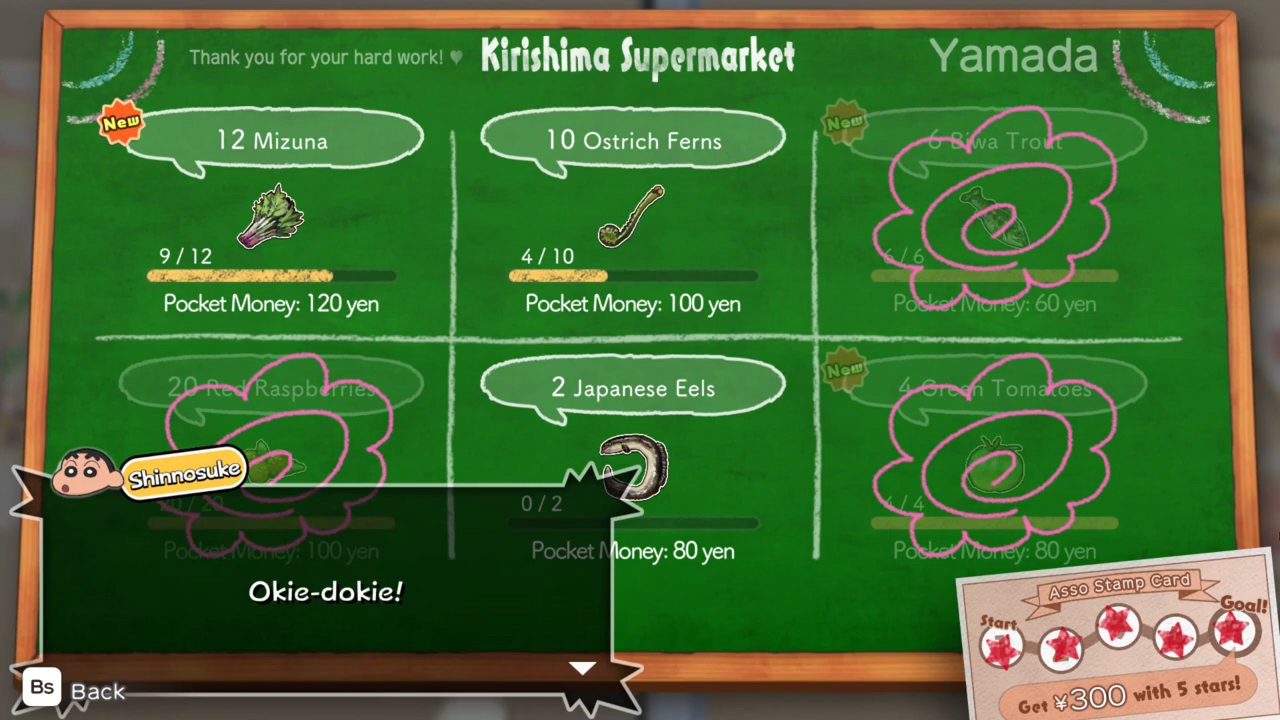 Thank you for your hard work! ♥
Kirishima Supermarket
Yamada
New
12 Mizuna
9 / 12
Pocket Money: 120 yen
10 Ostrich Ferns
4 / 10
Pocket Money: 100 yen
New
6 Biwa Trout
6 / 6
Pocket Money: 60 yen
20 Red Raspberries
20 / 20
Pocket Money: 100 yen
2 Japanese Eels
0 / 2
Pocket Money: 80 yen
New
4 Green Tomatoes
4 / 4
Pocket Money: 80 yen
Shinnosuke
Okie-dokie!
Bs Back
Asso Stamp Card
Start
Goal!
Get ¥300 with 5 stars!